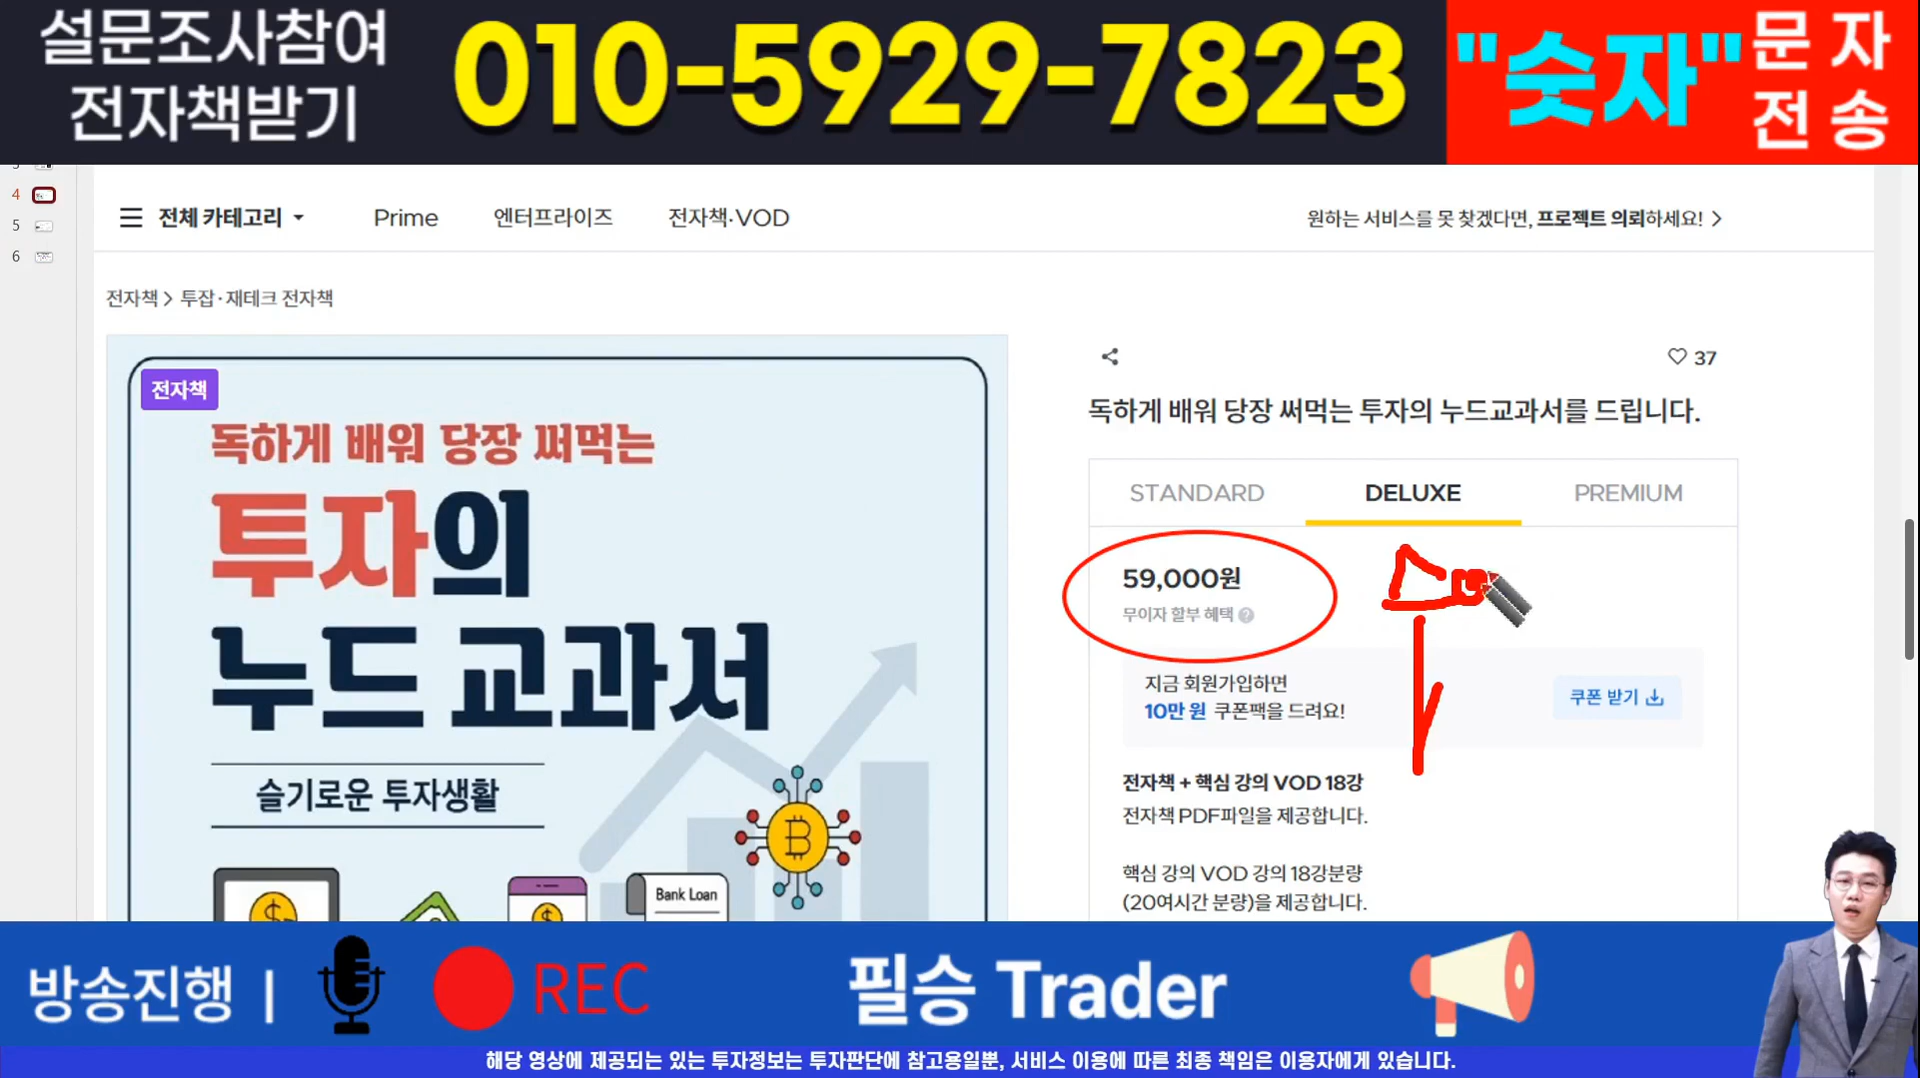 설문조사참여
전자책받기
010-5929-7823
"숫자"
문자
전송
4
5
6
전체 카테고리
Prime
엔터프라이즈
전자책·VOD
원하는 서비스를 못 찾겠다면, 프로젝트 의뢰하세요! >
전자책 > 투잡·재테크 전자책
전자책
독하게 배워 당장 써먹는
투자의
누드 교과서
슬기로운 투자생활
Bank Loan
37
독하게 배워 당장 써먹는 투자의 누드교과서를 드립니다.
STANDARD
DELUXE
PREMIUM
59,000원
무이자 할부 혜택 ?
지금 회원가입하면
10만 원 쿠폰팩을 드려요!
쿠폰 받기
전자책 + 핵심 강의 VOD 18강
전자책 PDF파일을 제공합니다.
핵심 강의 VOD 강의 18강분량
(20여시간 분량)을 제공합니다.
방송진행 |
REC
필승 Trader
해당 영상에 제공되는 있는 투자정보는 투자판단에 참고용일뿐, 서비스 이용에 따른 최종 책임은 이용자에게 있습니다.